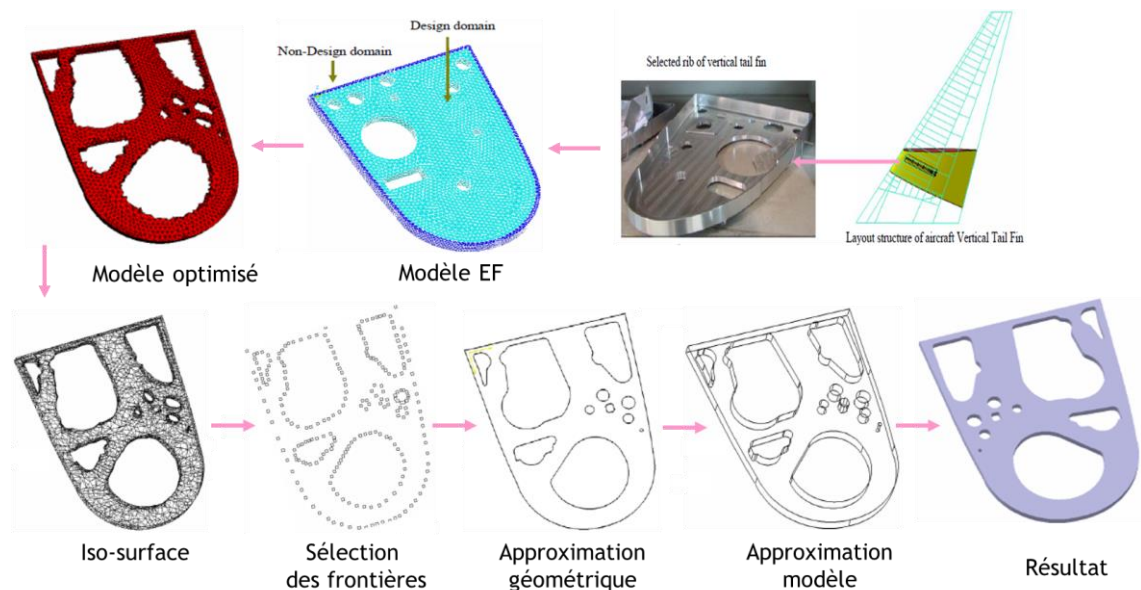 Design domain
Non-Design domain
Selected rib of vertical tail fin
Layout structure of aircraft Vertical Tail Fin
Modèle optimisé
Modèle EF
Iso-surface
Sélection
des frontières
Approximation
géométrique
Approximation
modèle
Résultat